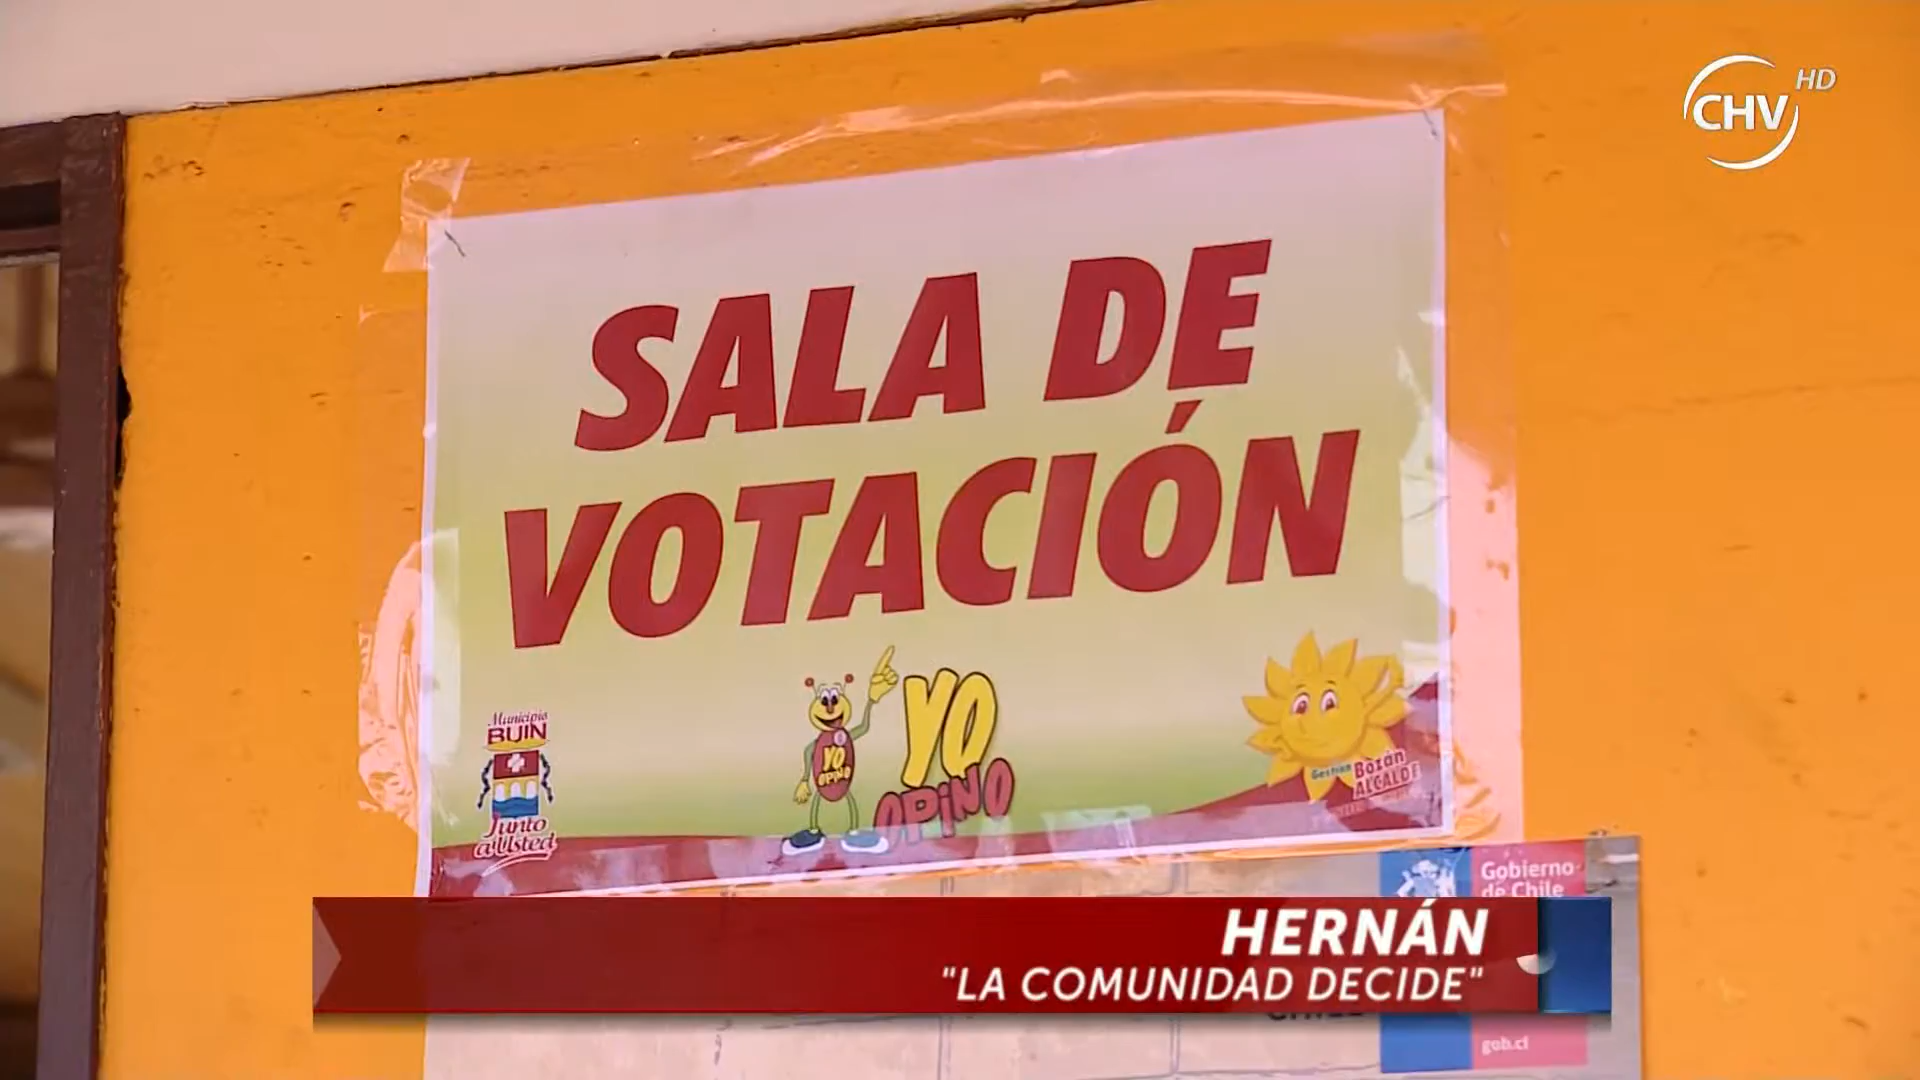 CHV HD
SALA DE
VOTACIÓN
Municipio
BUIN
Junto
a Usted
YO
OPINO
YO
OPINO
Gestión Bozán
ALCALDE
Gobierno
de Chile
HERNÁN
"LA COMUNIDAD DECIDE"
gob.cl